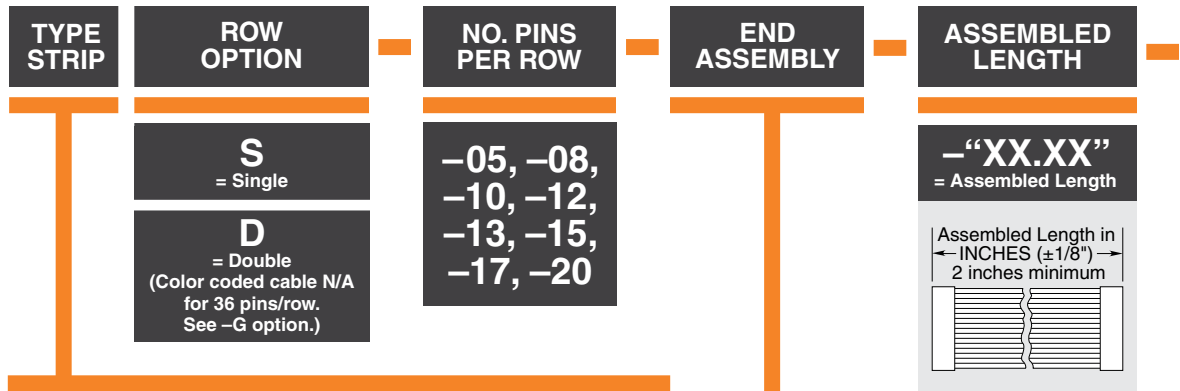 TYPE
STRIP
ROW
OPTION
NO. PINS
PER ROW
END
ASSEMBLY
ASSEMBLED
LENGTH
S
= Single
D
= Double
(Color coded cable N/A
for 36 pins/row.
See –G option.)
–05, –08,
–10, –12,
–13, –15,
–17, –20
–“XX.XX”
= Assembled Length
Assembled Length in
INCHES (±1/8")
2 inches minimum